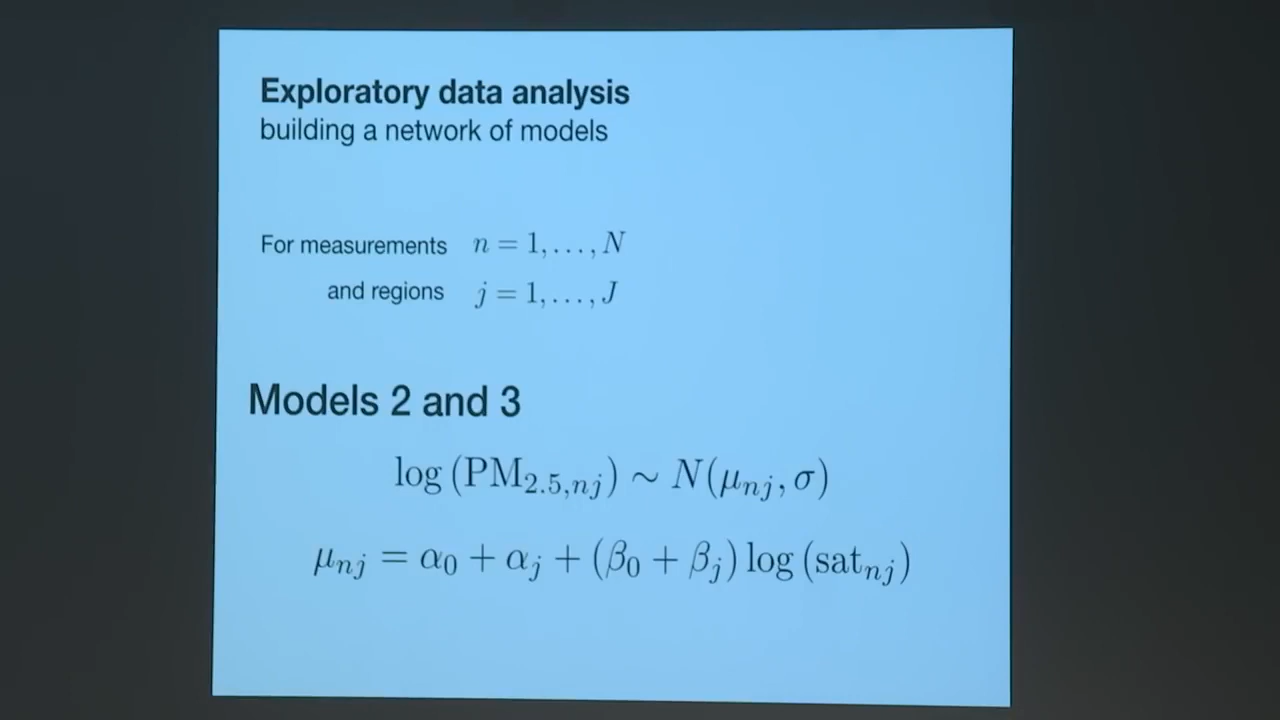 Exploratory data analysis
building a network of models
For measurements n = 1, . . . , N
and regions j = 1, . . . , J
Models 2 and 3
log (PM₂.₅,ₙⱼ) ∼ N(μₙⱼ, σ)
μₙⱼ = α₀ + αⱼ + (β₀ + βⱼ) log (satₙⱼ)